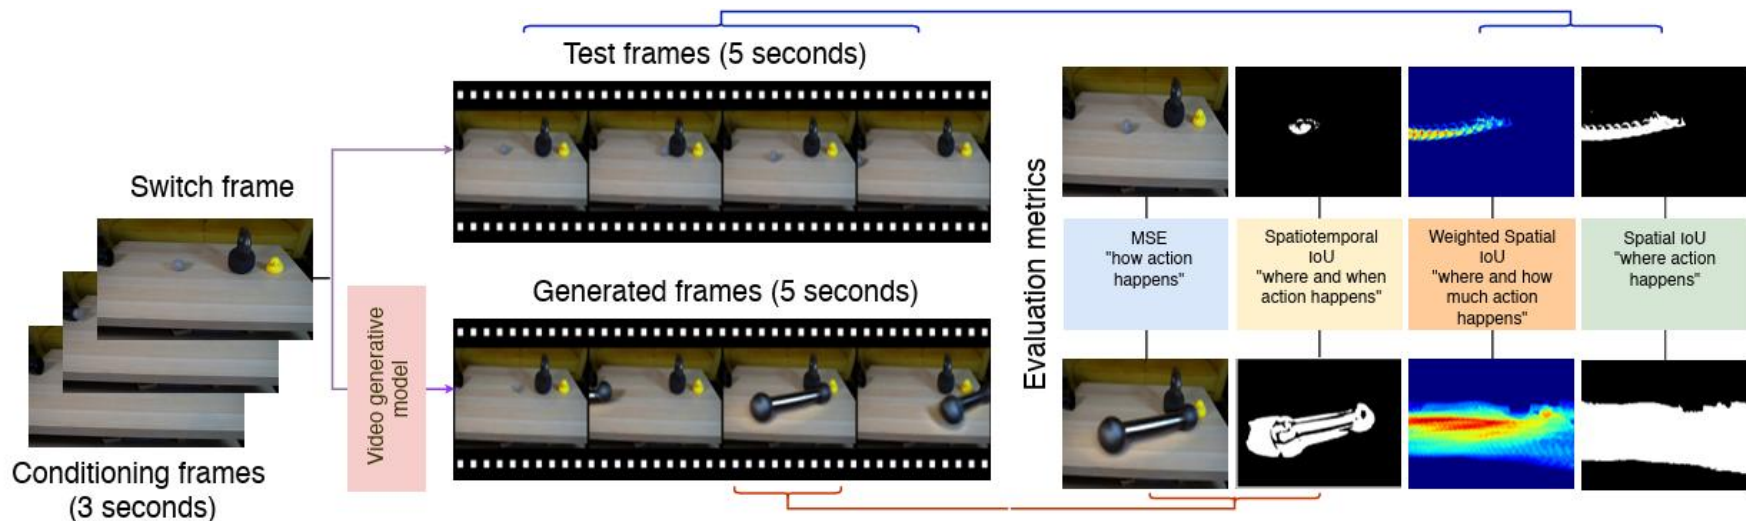 Test frames (5 seconds)
Switch frame
Generated frames (5 seconds)
Video generative
model
Conditioning frames
(3 seconds)
Evaluation metrics
MSE
"how action
happens"
Spatiotemporal
IoU
"where and when
action happens"
Weighted Spatial
IoU
"where and how
much action
happens"
Spatial IoU
"where action
happens"